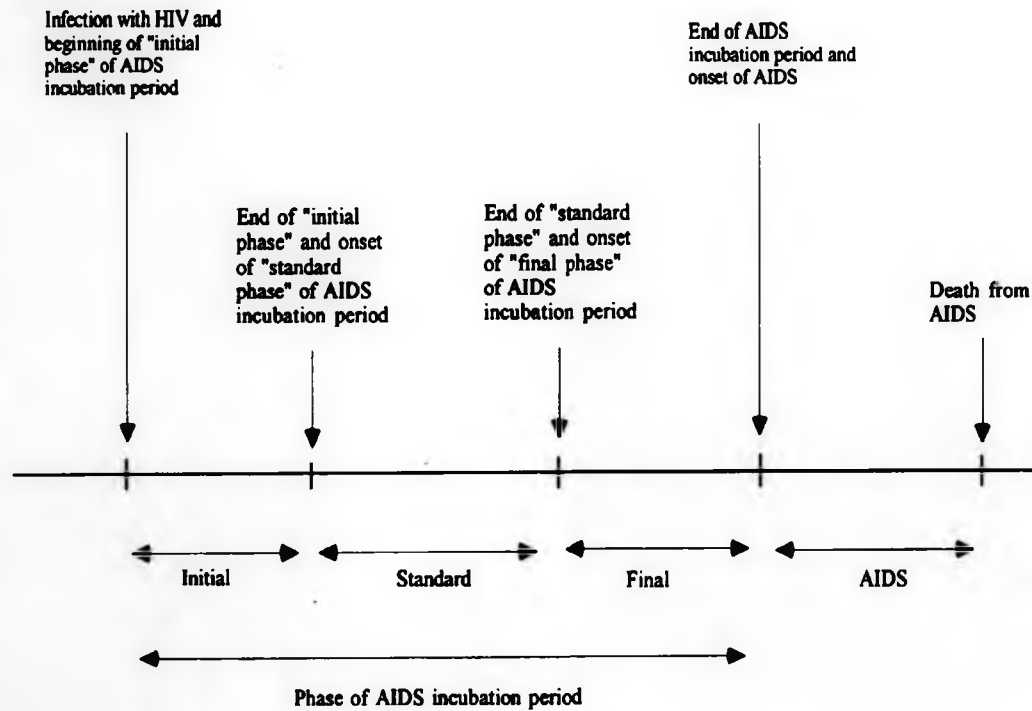 Infection with HIV and
beginning of "initial
phase" of AIDS
incubation period
End of AIDS
incubation period and
onset of AIDS
End of "initial
phase" and onset
of "standard
phase" of AIDS
incubation period
End of "standard
phase" and onset
of "final phase"
of AIDS
incubation period
Death from
AIDS
Initial
Standard
Final
AIDS
Phase of AIDS incubation period